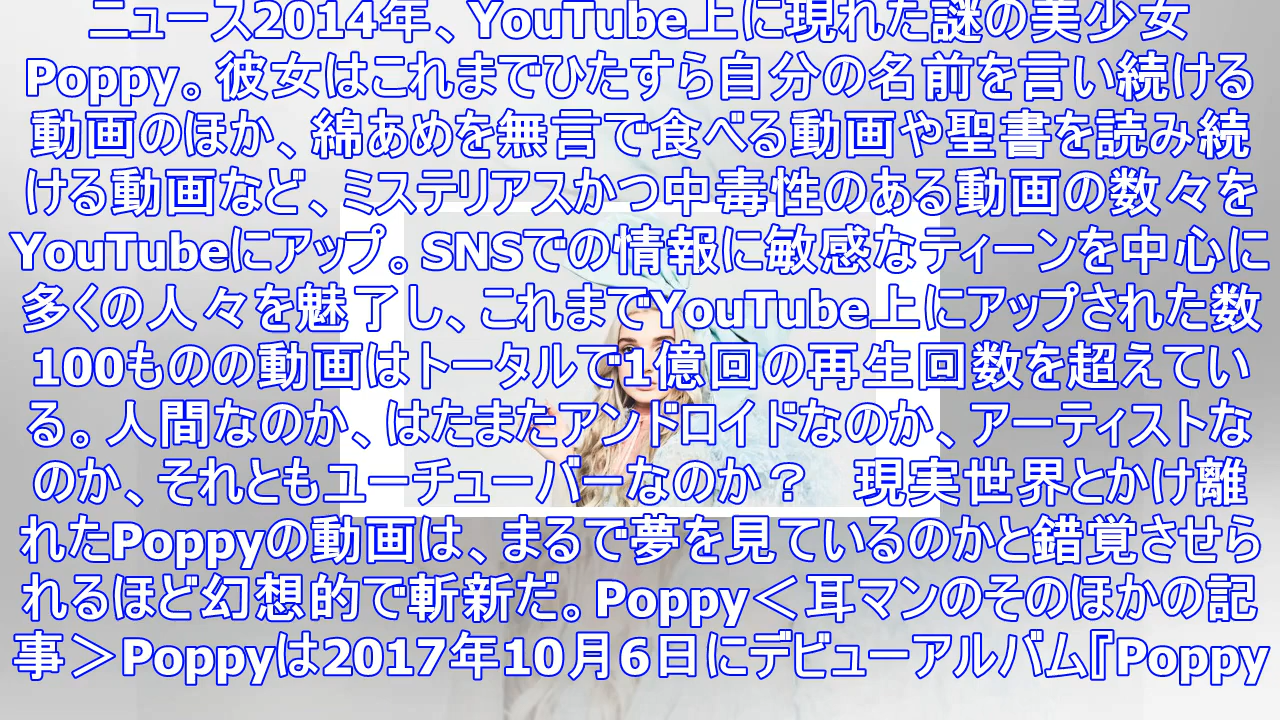 ニュース2014年、YouTube上に現れた謎の美少女
Poppy。彼女はこれまでひたすら自分の名前を言い続ける
動画のほか、綿あめを無言で食べる動画や聖書を読み続
ける動画など、ミステリアスかつ中毒性のある動画の数々を
YouTubeにアップ。SNSでの情報に敏感なティーンを中心に
多くの人々を魅了し、これまでYouTube上にアップされた数
100ものの動画はトータルで1億回の再生回数を超えてい
る。人間なのか、はたまたアンドロイドなのか、アーティストな
のか、それともユーチューバーなのか？　現実世界とかけ離
れたPoppyの動画は、まるで夢を見ているのかと錯覚させら
れるほど幻想的で斬新だ。Poppy＜耳マンのそのほかの記
事＞Poppyは2017年10月6日にデビューアルバム『Poppy